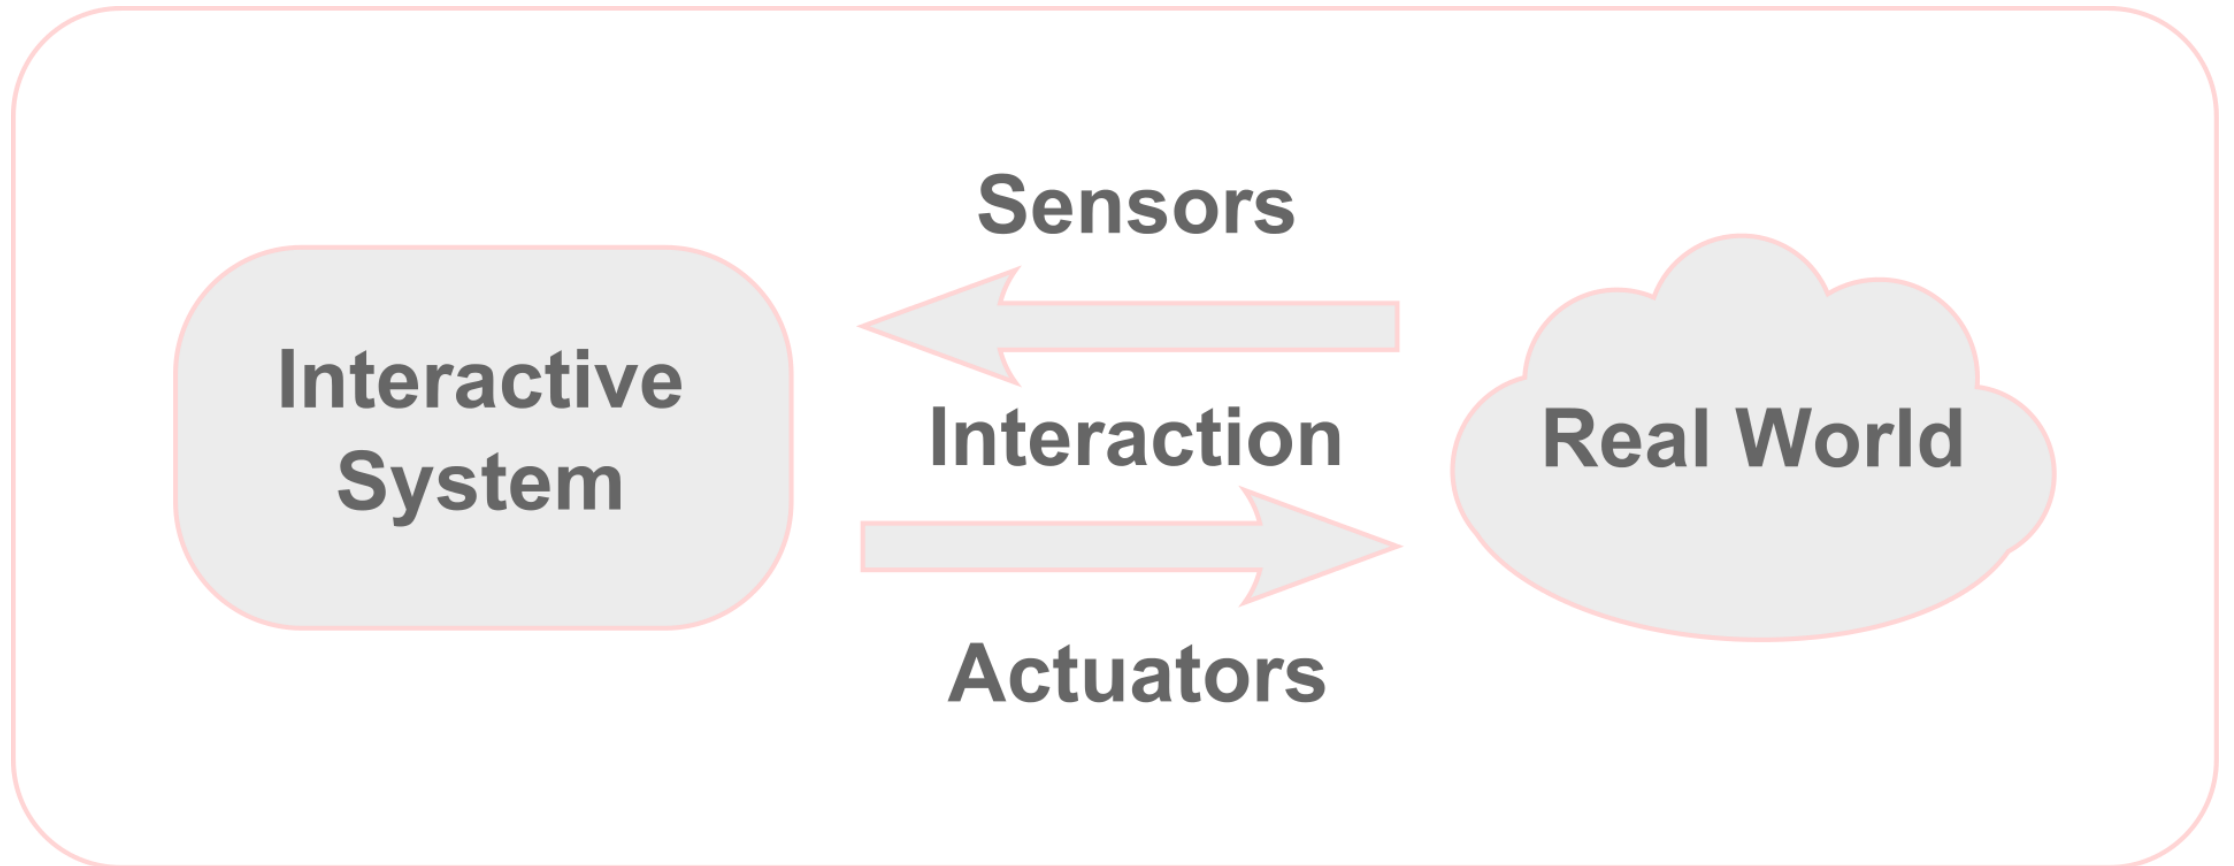 Sensors
Interactive
System
Interaction
Real World
Actuators